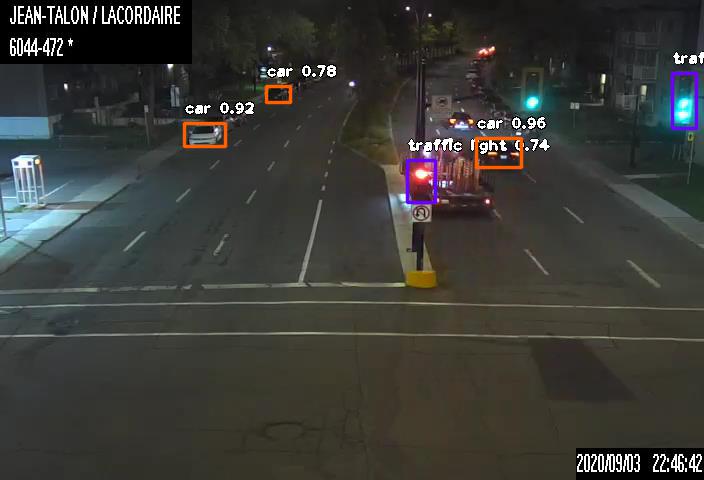 JEAN-TALON / LACORDAIRE
6044-472 *
car 0.78
traf
car 0.92
car 0.96
traffic light 0.74
2020/09/03 22:46:42